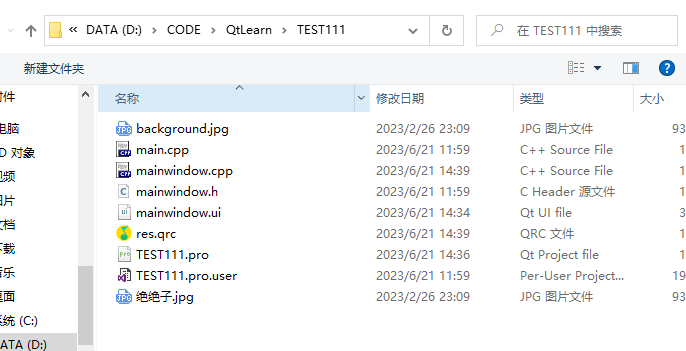 « DATA (D:) > CODE > QtLearn > TEST111 在 TEST111 中搜索
新建文件夹 ?
名称 修改日期 类型 大小
background.jpg 2023/2/26 23:09 JPG 图片文件 93
main.cpp 2023/6/21 11:59 C++ Source File 1
mainwindow.cpp 2023/6/21 14:39 C++ Source File 1
mainwindow.h 2023/6/21 11:59 C Header 源文件 1
mainwindow.ui 2023/6/21 14:34 Qt UI file 3
res.qrc 2023/6/21 14:39 QRC 文件 1
TEST111.pro 2023/6/21 14:36 Qt Project file 1
TEST111.pro.user 2023/6/21 11:59 Per-User Project... 19
绝绝子.jpg 2023/2/26 23:09 JPG 图片文件 93
件
电脑
D 对象
视频
图片
文档
下载
音乐
桌面
系统 (C:)
DATA (D:)